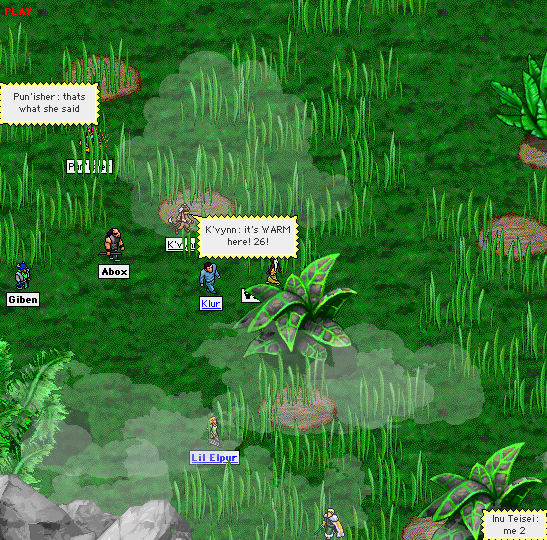 PLAY
Pun'isher: thats
what she said
K'vynn: it's WARM
here! 26!
Abox
Giben
Klur
Lil Elpyr
Inu Teisei:
me 2